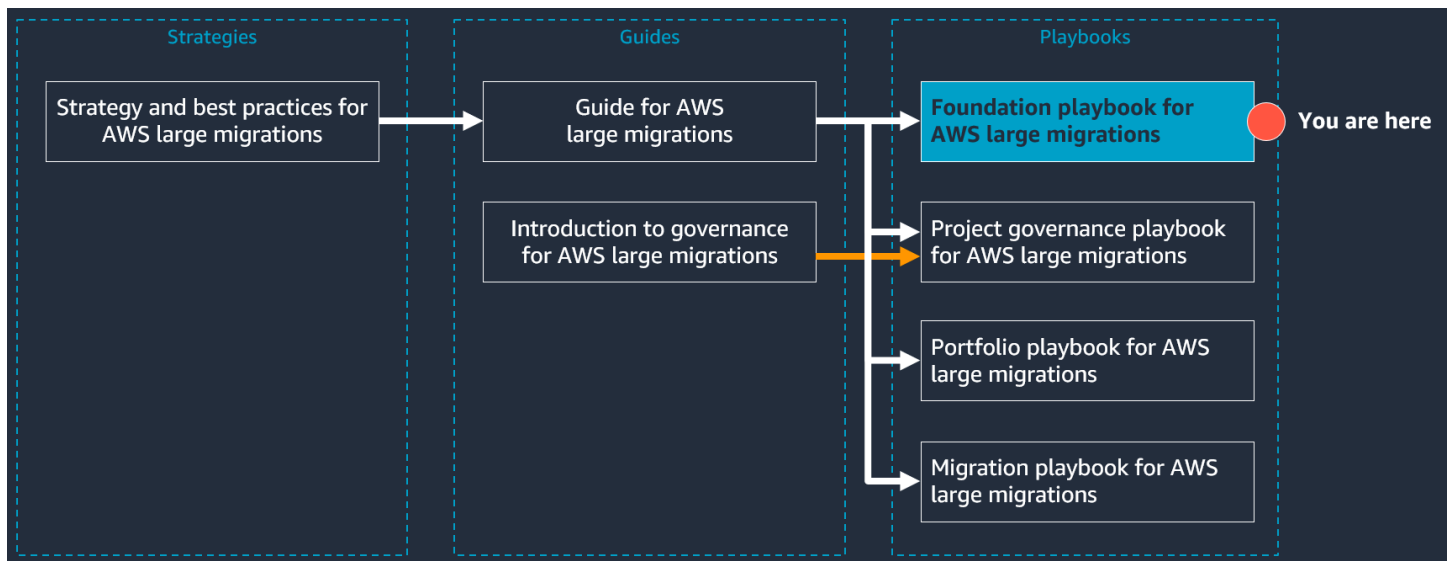 Strategies
Guides
Playbooks
Strategy and best practices for
AWS large migrations
Guide for AWS
large migrations
Foundation playbook for
AWS large migrations
You are here
Introduction to governance
for AWS large migrations
Project governance playbook
for AWS large migrations
Portfolio playbook for AWS
large migrations
Migration playbook for AWS
large migrations